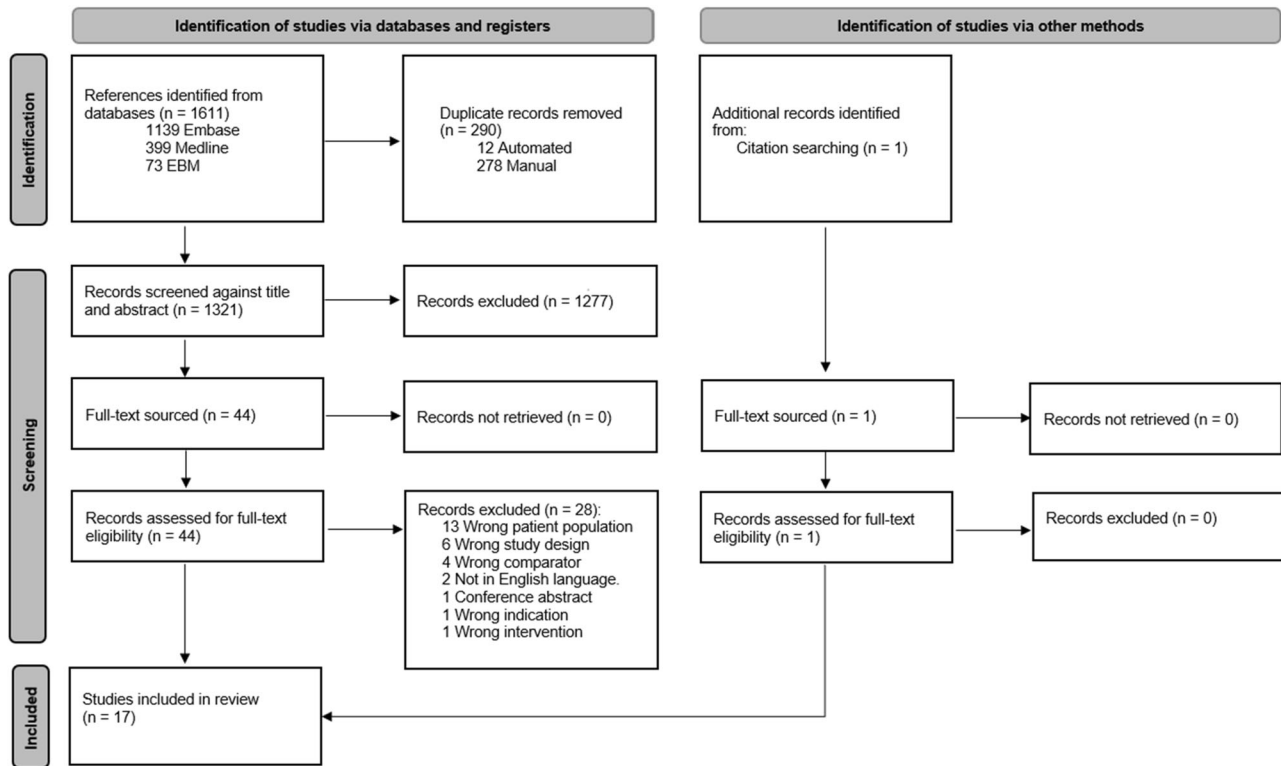 Identification of studies via databases and registers
Identification of studies via other methods
Identification
References identified from
databases (n = 1611)
1139 Embase
399 Medline
73 EBM
Duplicate records removed
(n = 290)
12 Automated
278 Manual
Additional records identified
from:
Citation searching (n = 1)
Screening
Records screened against title
and abstract (n = 1321)
Records excluded (n = 1277)
Full-text sourced (n = 44)
Records not retrieved (n = 0)
Full-text sourced (n = 1)
Records not retrieved (n = 0)
Records assessed for full-text
eligibility (n = 44)
Records excluded (n = 28):
13 Wrong patient population
6 Wrong study design
4 Wrong comparator
2 Not in English language.
1 Conference abstract
1 Wrong indication
1 Wrong intervention
Records assessed for full-text
eligibility (n = 1)
Records excluded (n = 0)
Included
Studies included in review
(n = 17)